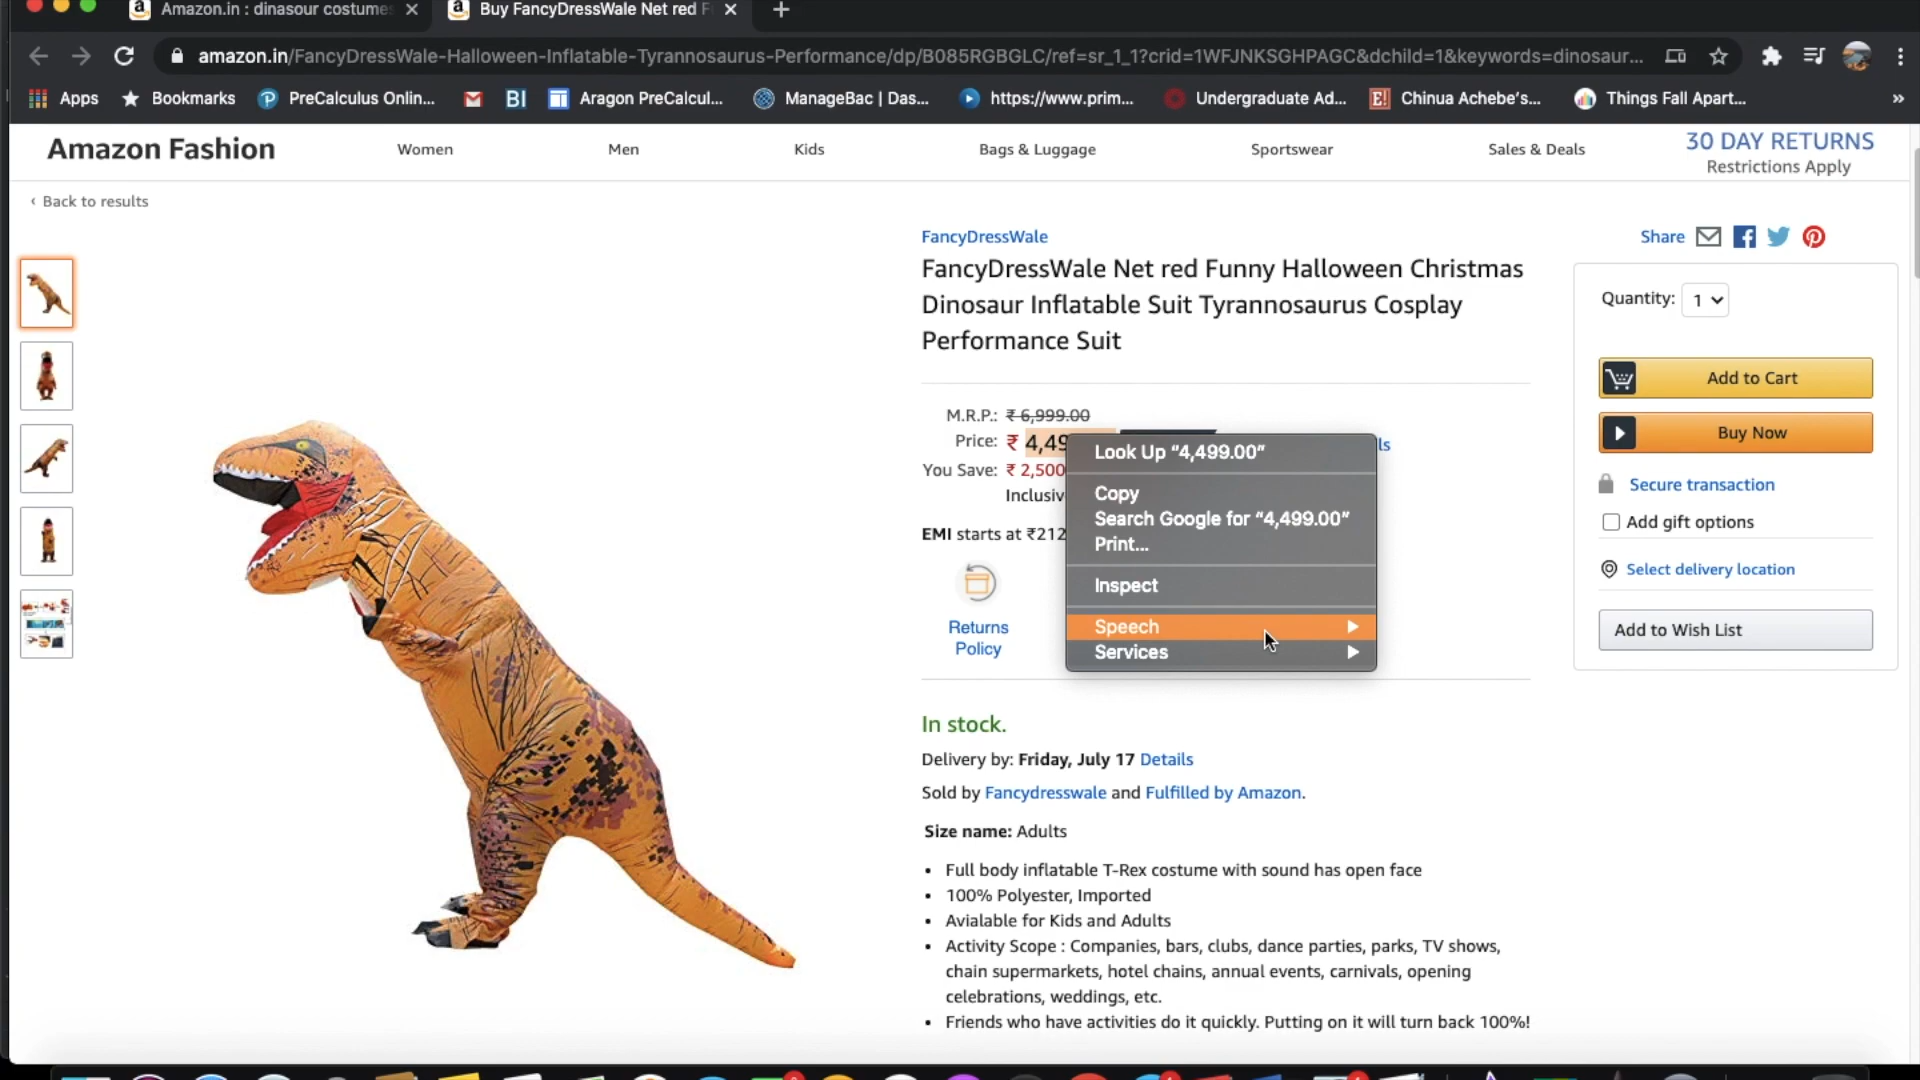 Amazon.in : dinasour costumes
Buy FancyDressWale Net red F
amazon.in/FancyDressWale-Halloween-Inflatable-Tyrannosaurus-Performance/dp/B085RGBGLC/ref=sr_1_1?crid=1WFJNKSGHPAGC&dchild=1&keywords=dinosaur...
Apps Bookmarks PreCalculus Onlin... B| Aragon PreCalcul... ManageBac | Das... https://www.prim... Undergraduate Ad... E! Chinua Achebe's... Things Fall Apart... »
Amazon Fashion Women Men Kids Bags & Luggage Sportswear Sales & Deals 30 DAY RETURNS
Restrictions Apply
‹ Back to results
FancyDressWale
Share
FancyDressWale Net red Funny Halloween Christmas
Dinosaur Inflatable Suit Tyrannosaurus Cosplay
Performance Suit
M.R.P.: ₹ 6,999.00
Price: ₹ 4,49
You Save: ₹ 2,500
Inclusiv
EMI starts at ₹212
Returns
Policy
ls
Look Up “4,499.00”
Copy
Search Google for “4,499.00”
Print...
Inspect
Speech
Services
Quantity: 1
Add to Cart
Buy Now
Secure transaction
Add gift options
Select delivery location
Add to Wish List
In stock.
Delivery by: Friday, July 17 Details
Sold by Fancydresswale and Fulfilled by Amazon.
Size name: Adults
• Full body inflatable T-Rex costume with sound has open face
• 100% Polyester, Imported
• Avialable for Kids and Adults
• Activity Scope : Companies, bars, clubs, dance parties, parks, TV shows,
chain supermarkets, hotel chains, annual events, carnivals, opening
celebrations, weddings, etc.
• Friends who have activities do it quickly. Putting on it will turn back 100%!